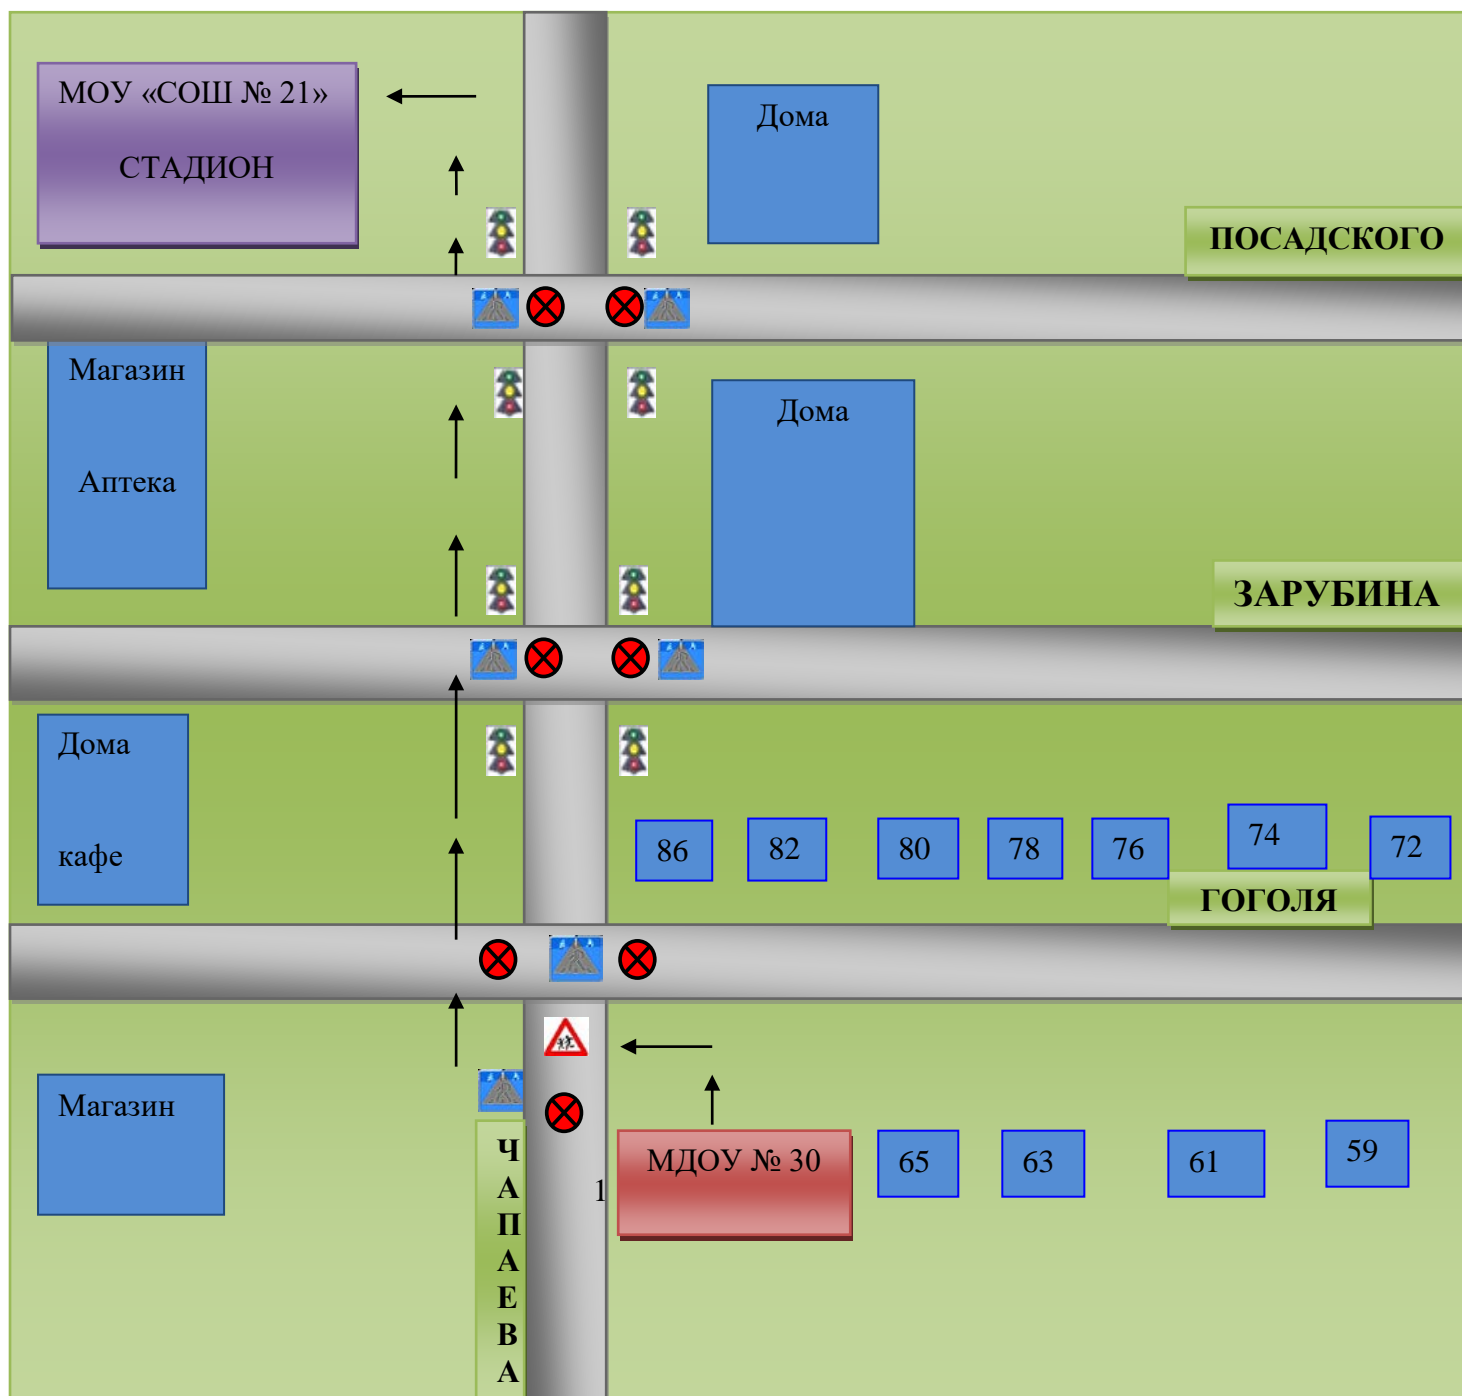 МОУ «СОШ № 21»
СТАДИОН
Дома
ПОСАДСКОГО
Магазин
Аптека
Дома
ЗАРУБИНА
Дома
кафе
86
82
80
78
76
74
72
ГОГОЛЯ
Магазин
Ч
А
П
А
Е
В
А
1
МДОУ № 30
65
63
61
59